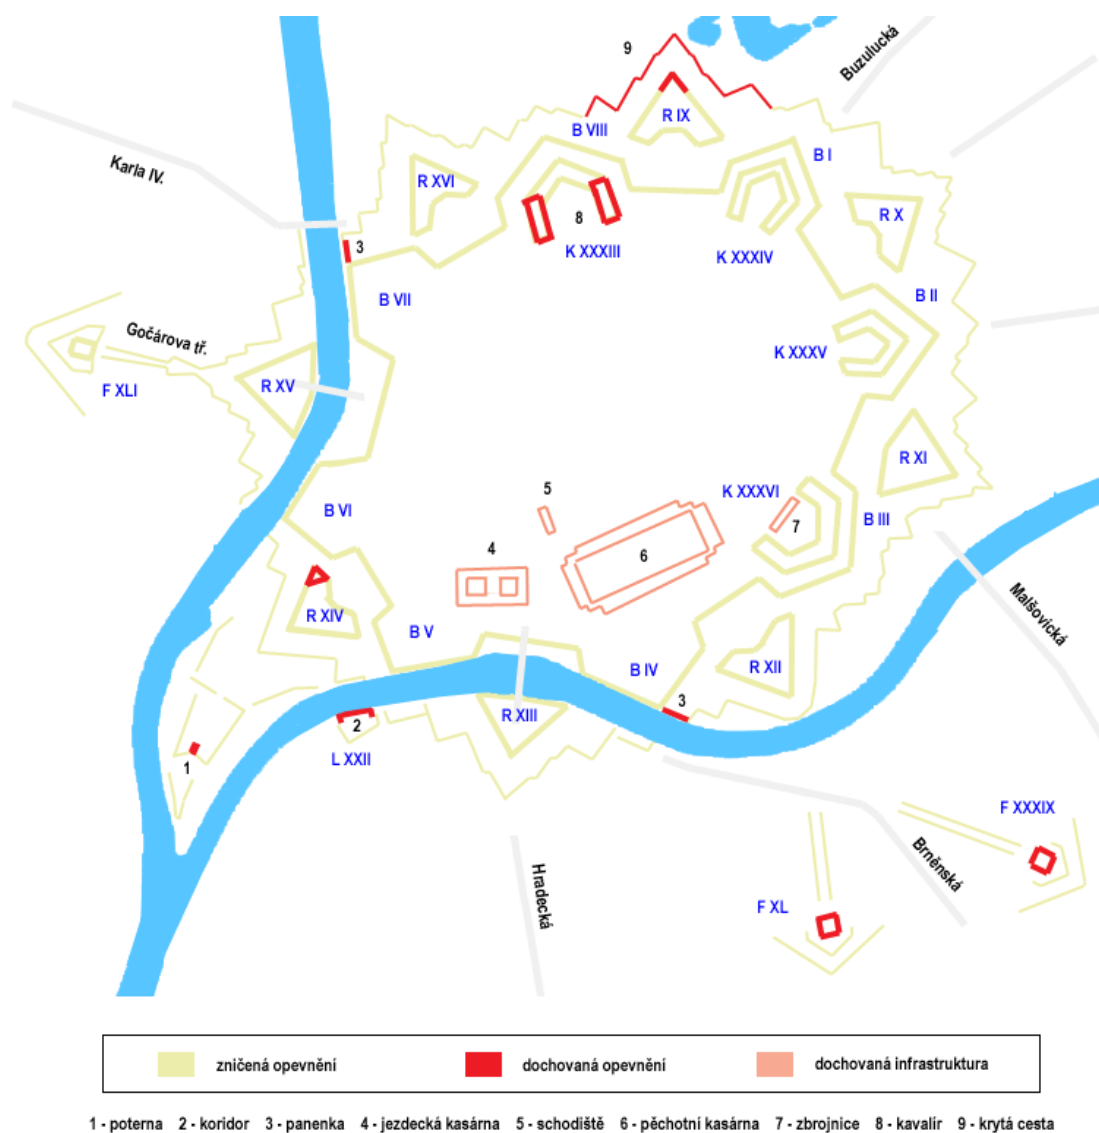 9
Buzulucká
R IX
B VIII
B I
Karla IV.
R XVI
R X
8
3
K XXXIII
K XXXIV
B VII
B II
Gočárova tř.
K XXXV
F XLI
R XV
R XI
5
K XXXVI
B VI
B III
7
4
6
Malšovická
R XIV
B V
B IV
R XII
3
R XIII
2
1
L XXII
F XXXIX
Brněnská
Hradecká
F XL
zničená opevnění
dochovaná opevnění
dochovaná infrastruktura
1 - poterna 2 - koridor 3 - panenka 4 - jezdecká kasárna 5 - schodiště 6 - pěchotní kasárna 7 - zbrojnice 8 - kavalír 9 - krytá cesta